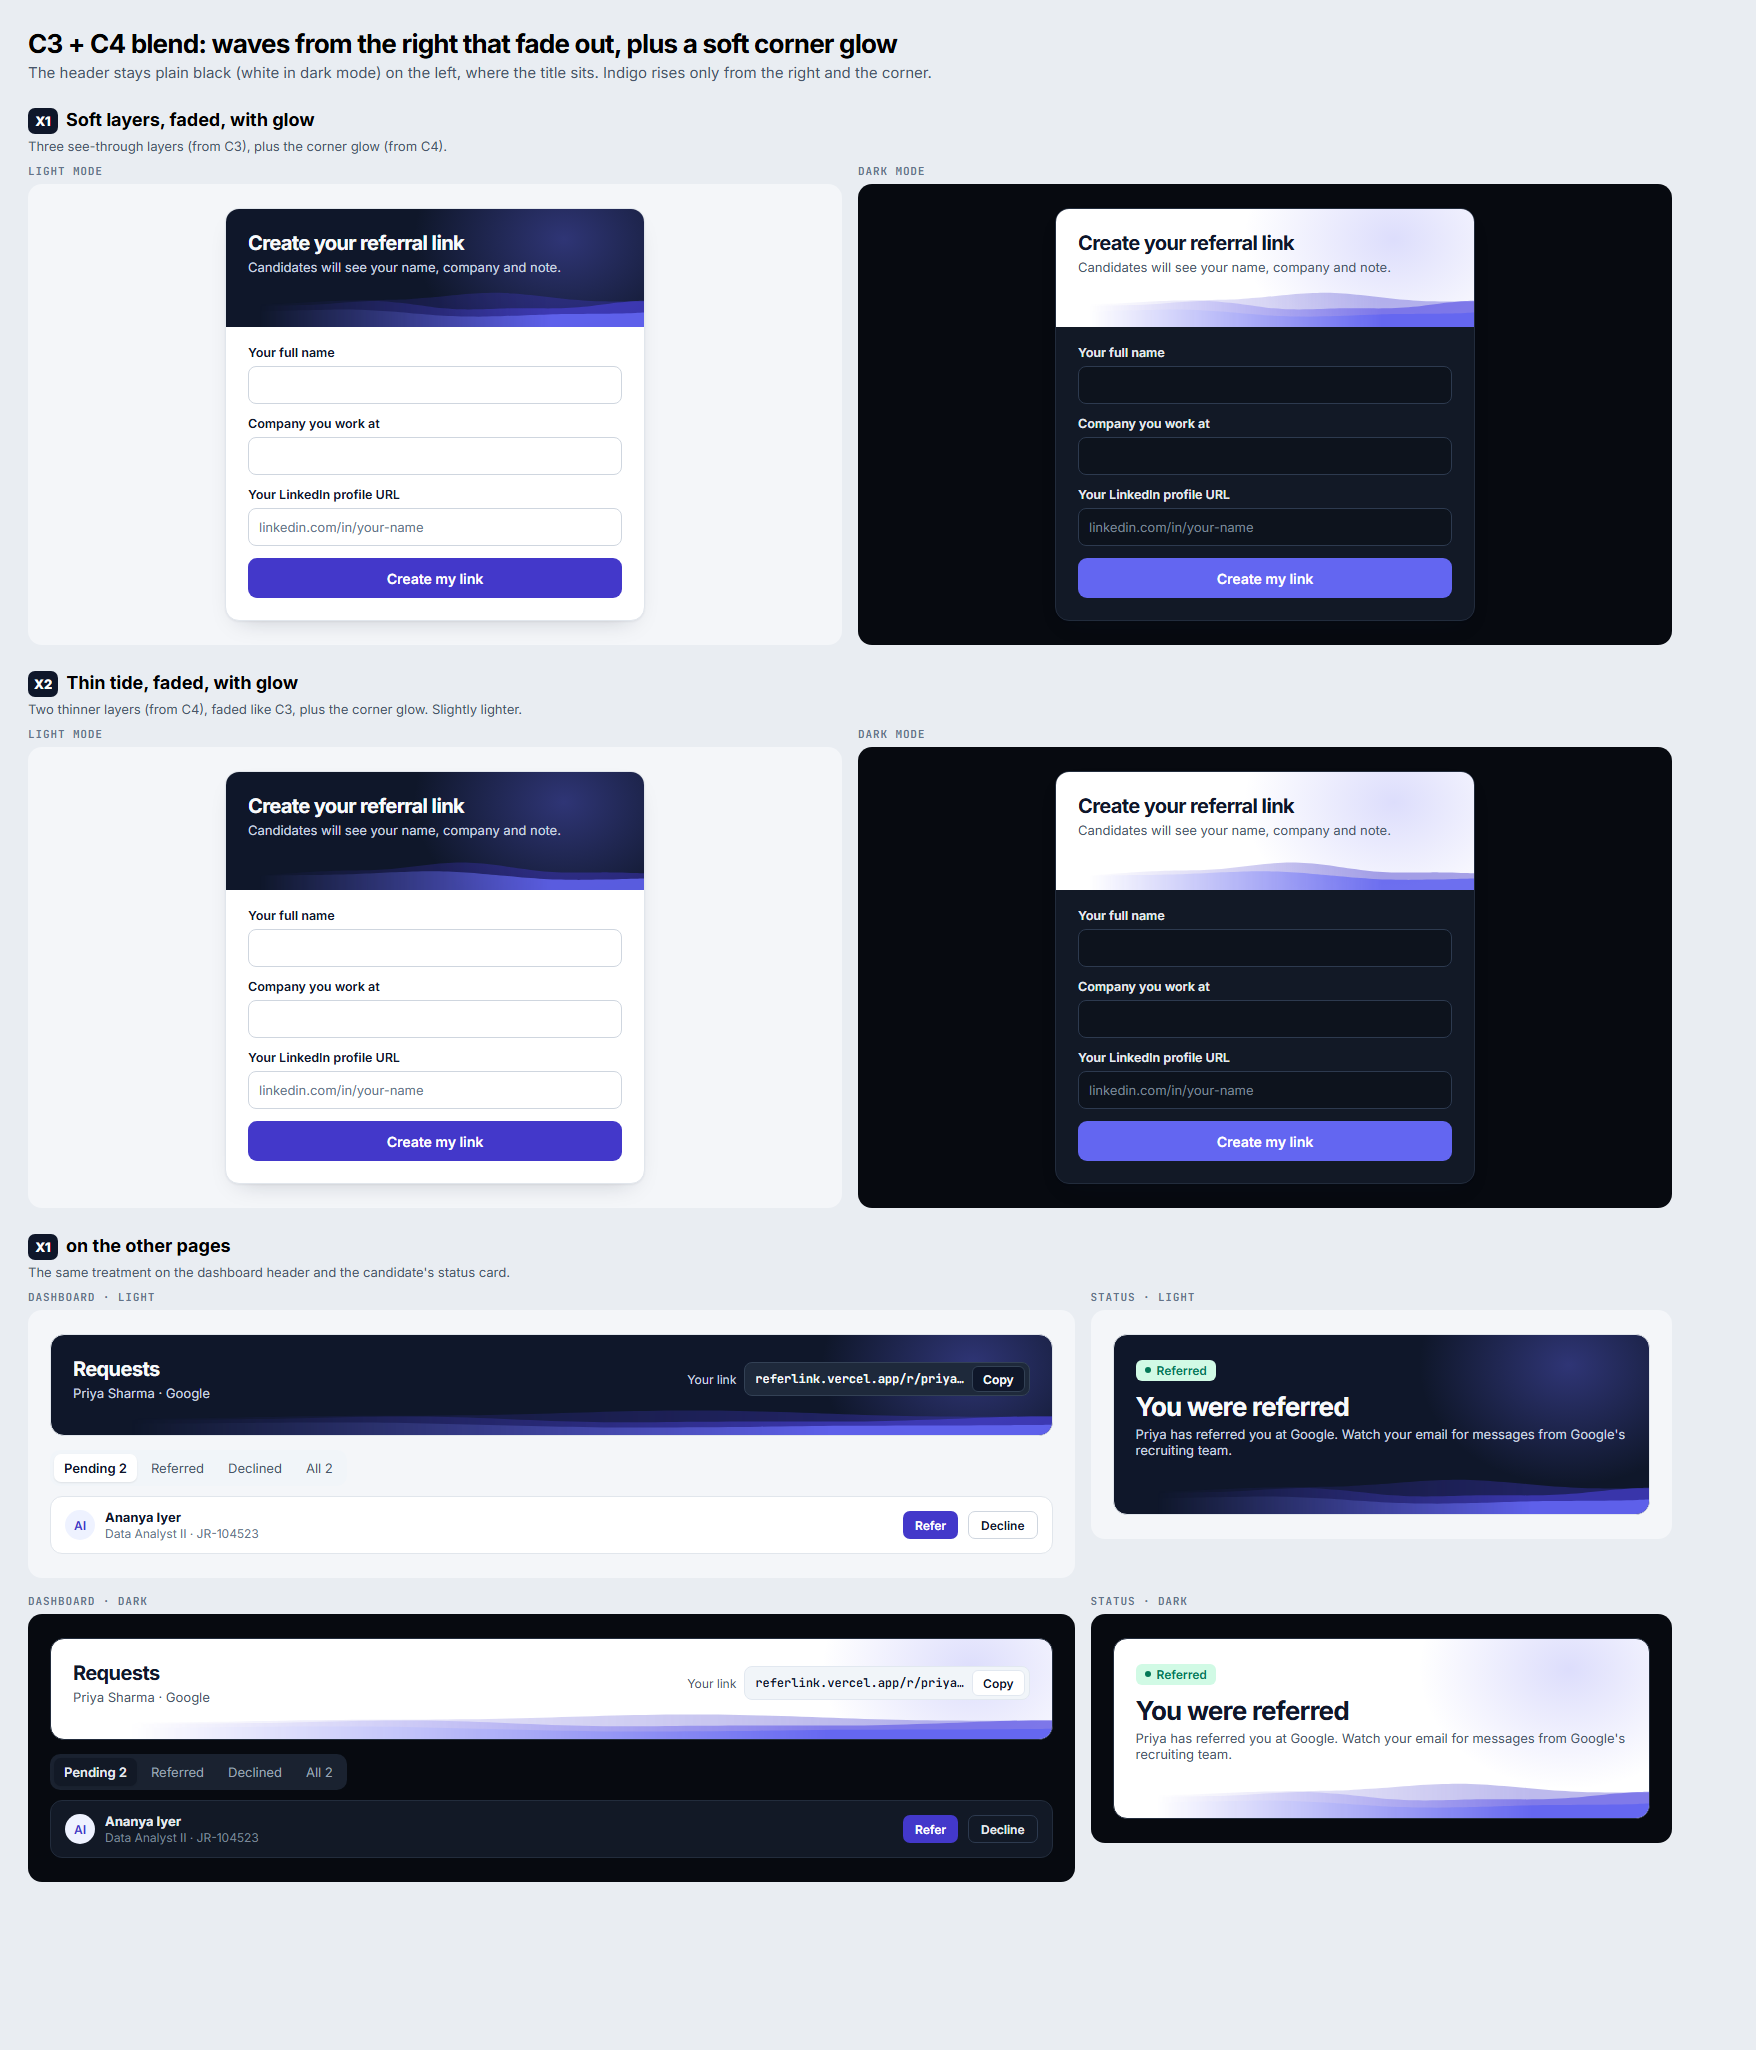 C3 + C4 blend: waves from the right that fade out, plus a soft corner glow
The header stays plain black (white in dark mode) on the left, where the title sits. Indigo rises only from the right and the corner.
X1 Soft layers, faded, with glow
Three see-through layers (from C3), plus the corner glow (from C4).
LIGHT MODE
Create your referral link
Candidates will see your name, company and note.
Your full name
Company you work at
Your LinkedIn profile URL
linkedin.com/in/your-name
Create my link
DARK MODE
Create your referral link
Candidates will see your name, company and note.
Your full name
Company you work at
Your LinkedIn profile URL
linkedin.com/in/your-name
Create my link
X2 Thin tide, faded, with glow
Two thinner layers (from C4), faded like C3, plus the corner glow. Slightly lighter.
LIGHT MODE
Create your referral link
Candidates will see your name, company and note.
Your full name
Company you work at
Your LinkedIn profile URL
linkedin.com/in/your-name
Create my link
DARK MODE
Create your referral link
Candidates will see your name, company and note.
Your full name
Company you work at
Your LinkedIn profile URL
linkedin.com/in/your-name
Create my link
X1 on the other pages
The same treatment on the dashboard header and the candidate's status card.
DASHBOARD · LIGHT
Requests
Priya Sharma · Google
Your link referlink.vercel.app/r/priya… Copy
Pending 2 Referred Declined All 2
AI
Ananya Iyer
Data Analyst II · JR-104523
Refer Decline
STATUS · LIGHT
Referred
You were referred
Priya has referred you at Google. Watch your email for messages from Google's
recruiting team.
DASHBOARD · DARK
Requests
Priya Sharma · Google
Your link referlink.vercel.app/r/priya… Copy
Pending 2 Referred Declined All 2
AI
Ananya Iyer
Data Analyst II · JR-104523
Refer Decline
STATUS · DARK
Referred
You were referred
Priya has referred you at Google. Watch your email for messages from Google's
recruiting team.